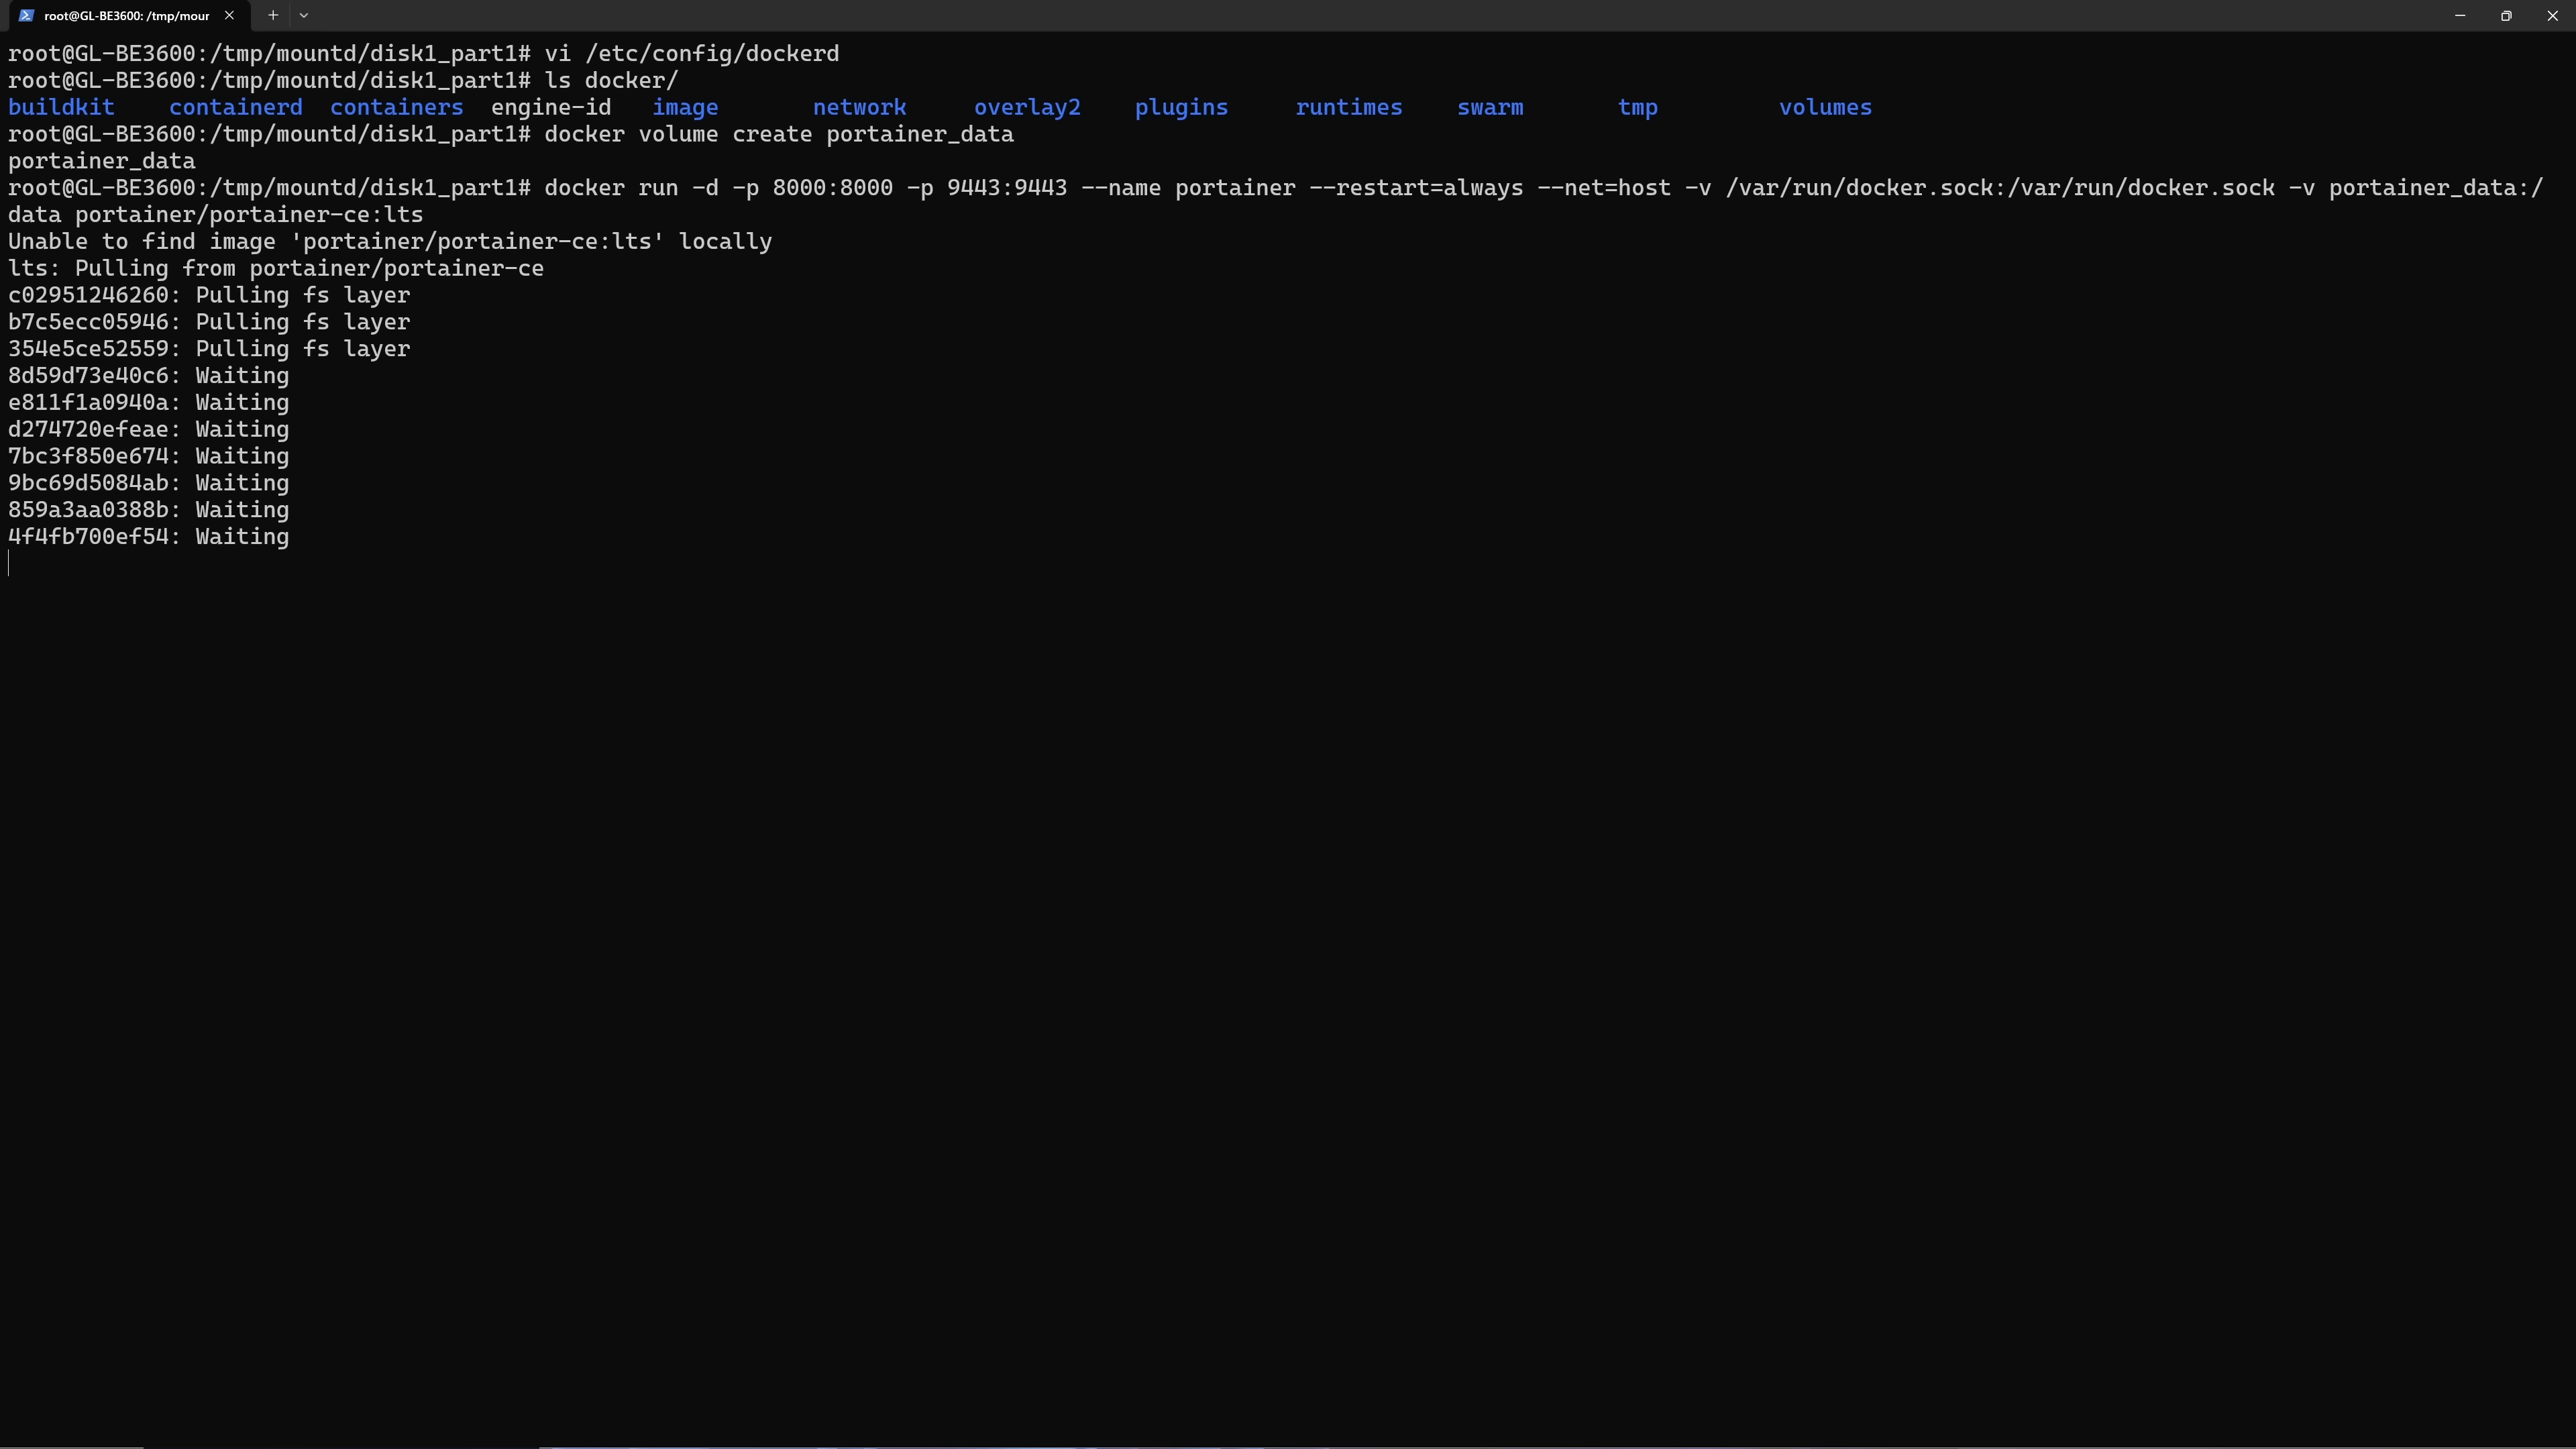 root@GL-BE3600: /tmp/mour
root@GL-BE3600:/tmp/mountd/disk1_part1# vi /etc/config/dockerd
root@GL-BE3600:/tmp/mountd/disk1_part1# ls docker/
buildkit    containerd  containers  engine-id   image       network     overlay2    plugins     runtimes    swarm       tmp         volumes
root@GL-BE3600:/tmp/mountd/disk1_part1# docker volume create portainer_data
portainer_data
root@GL-BE3600:/tmp/mountd/disk1_part1# docker run -d -p 8000:8000 -p 9443:9443 --name portainer --restart=always --net=host -v /var/run/docker.sock:/var/run/docker.sock -v portainer_data:/
data portainer/portainer-ce:lts
Unable to find image 'portainer/portainer-ce:lts' locally
lts: Pulling from portainer/portainer-ce
c02951246260: Pulling fs layer
b7c5ecc05946: Pulling fs layer
354e5ce52559: Pulling fs layer
8d59d73e40c6: Waiting
e811f1a0940a: Waiting
d274720efeae: Waiting
7bc3f850e674: Waiting
9bc69d5084ab: Waiting
859a3aa0388b: Waiting
4f4fb700ef54: Waiting